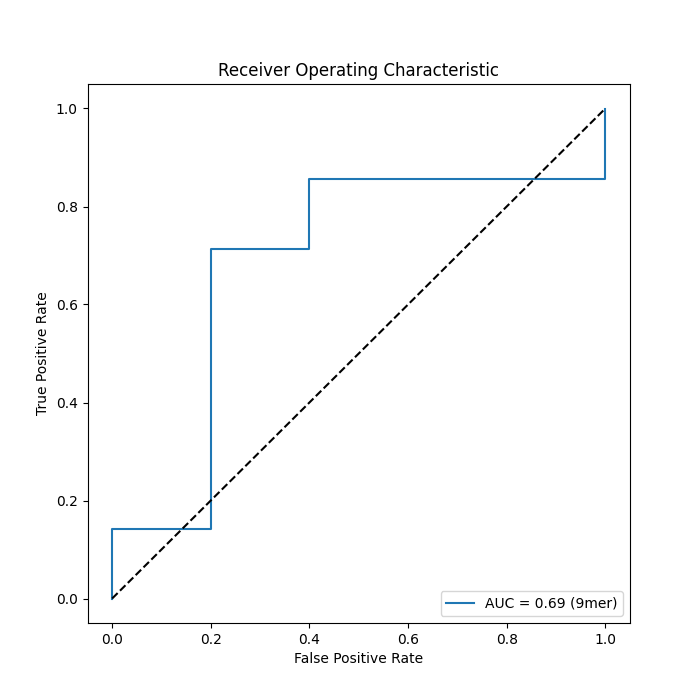 Receiver Operating Characteristic
1.0
0.8
0.6
0.4
0.2
0.0
True Positive Rate
AUC = 0.69 (9mer)
0.0 0.2 0.4 0.6 0.8 1.0
False Positive Rate